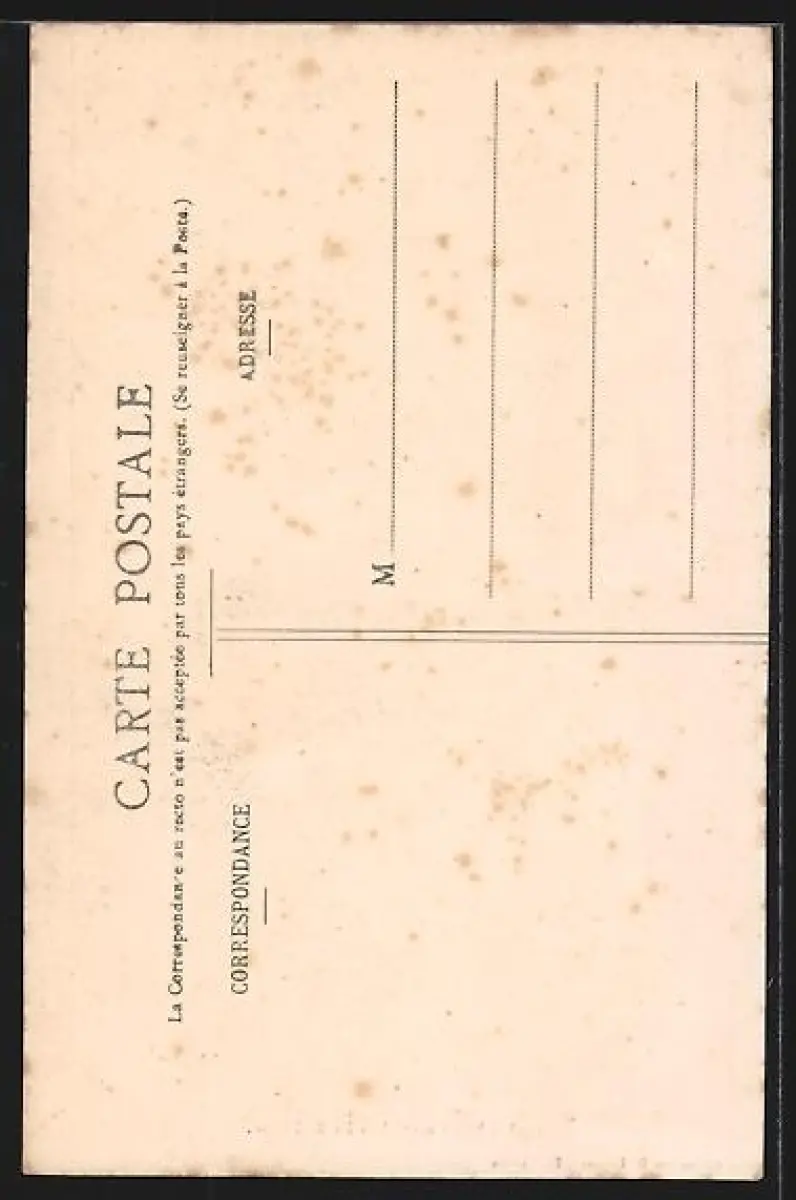 CARTE POSTALE
La Correspondance au recto n'est pas acceptée par tous les pays étrangers. (Se renseigner à la Poste.)
CORRESPONDANCE
ADRESSE
M